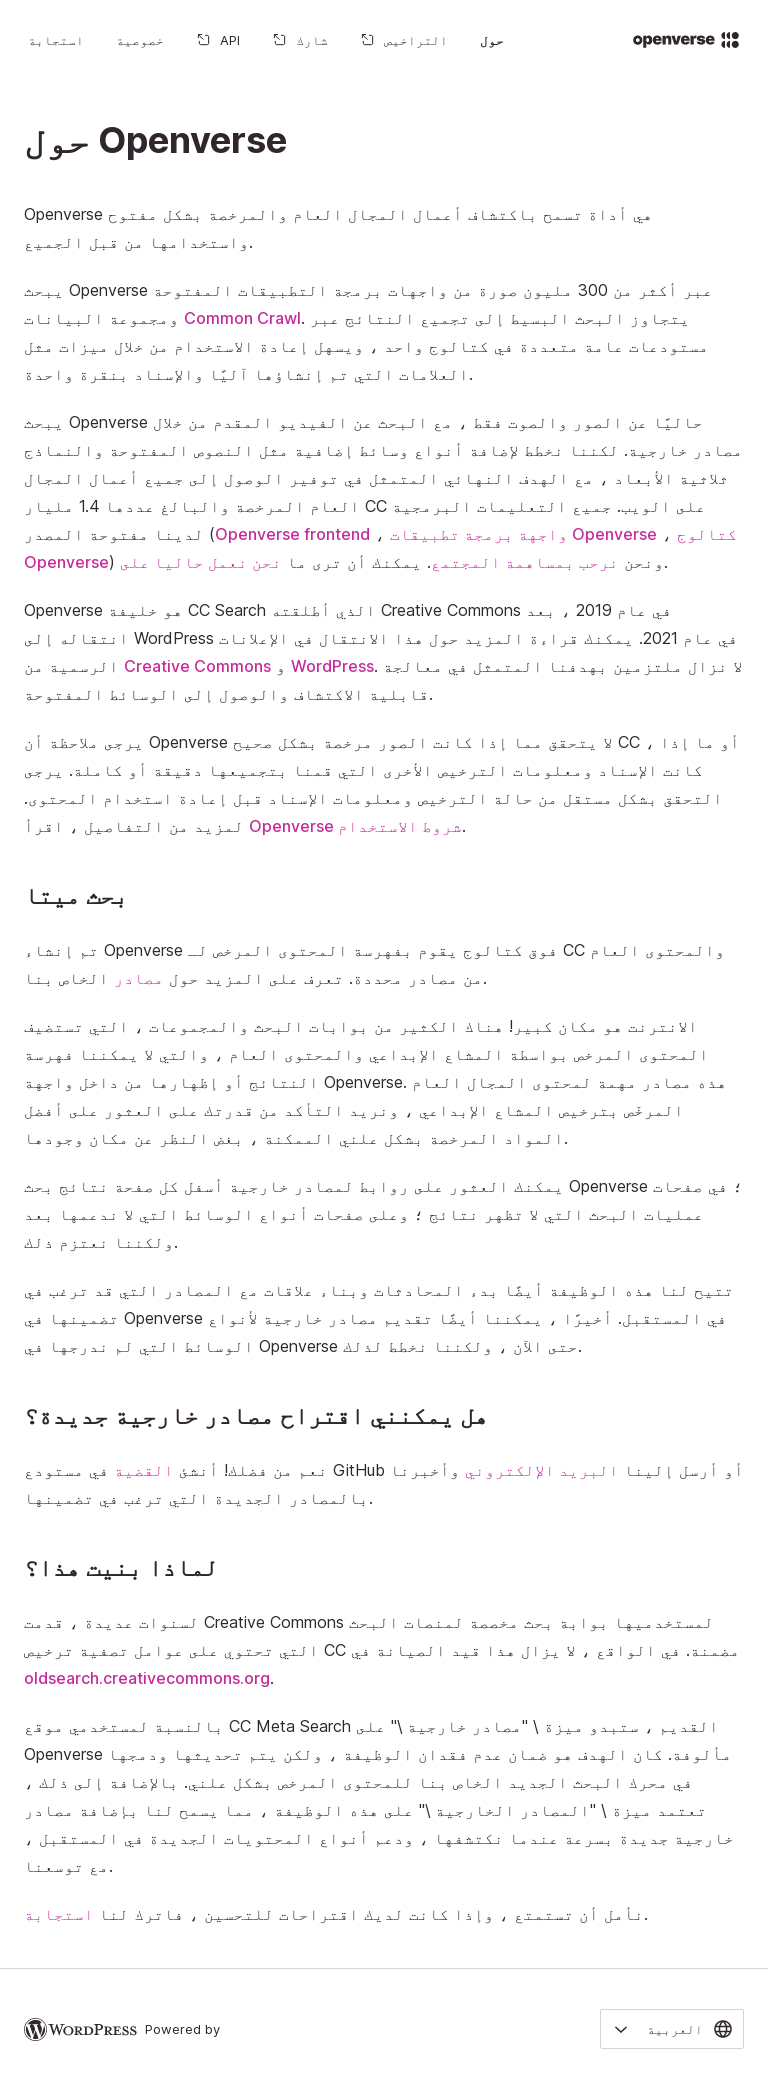 openverse
حول
التراخيص
شارك
API
خصوصية
استجابة
حول Openverse
Openverse هي أداة تسمح باكتشاف أعمال المجال العام والمرخصة بشكل مفتوح
واستخدامها من قبل الجميع.
يبحث Openverse عبر أكثر من 300 مليون صورة من واجهات برمجة التطبيقات المفتوحة
ومجموعة البيانات Common Crawl. يتجاوز البحث البسيط إلى تجميع النتائج عبر
مستودعات عامة متعددة في كتالوج واحد ، ويسهل إعادة الاستخدام من خلال ميزات مثل
العلامات التي تم إنشاؤها آليًا والإسناد بنقرة واحدة.
يبحث Openverse حاليًا عن الصور والصوت فقط ، مع البحث عن الفيديو المقدم من خلال
مصادر خارجية. لكننا نخطط لإضافة أنواع وسائط إضافية مثل النصوص المفتوحة والنماذج
ثلاثية الأبعاد ، مع الهدف النهائي المتمثل في توفير الوصول إلى جميع أعمال المجال
العام المرخصة والبالغ عددها 1.4 مليار CC على الويب. جميع التعليمات البرمجية
لدينا مفتوحة المصدر (Openverse frontend ، واجهة برمجة تطبيقات Openverse ، كتالوج
Openverse) ونحن نرحب بمساهمة المجتمع. يمكنك أن ترى ما نحن نعمل حاليا على.
Openverse هو خليفة CC Search الذي أطلقته Creative Commons في عام 2019 ، بعد
انتقاله إلى WordPress في عام 2021. يمكنك قراءة المزيد حول هذا الانتقال في الإعلانات
الرسمية من Creative Commons و WordPress. لا نزال ملتزمين بهدفنا المتمثل في معالجة
قابلية الاكتشاف والوصول إلى الوسائط المفتوحة.
يرجى ملاحظة أن Openverse لا يتحقق مما إذا كانت الصور مرخصة بشكل صحيح CC ، أو ما إذا
كانت الإسناد ومعلومات الترخيص الأخرى التي قمنا بتجميعها دقيقة أو كاملة. يرجى
التحقق بشكل مستقل من حالة الترخيص ومعلومات الإسناد قبل إعادة استخدام المحتوى.
لمزيد من التفاصيل ، اقرأ Openverse شروط الاستخدام.
بحث ميتا
تم إنشاء Openverse فوق كتالوج يقوم بفهرسة المحتوى المرخص لـ CC والمحتوى العام
من مصادر محددة. تعرف على المزيد حول مصادر الخاص بنا.
الانترنت هو مكان كبير! هناك الكثير من بوابات البحث والمجموعات ، التي تستضيف
المحتوى المرخص بواسطة المشاع الإبداعي والمحتوى العام ، والتي لا يمكننا فهرسة
النتائج أو إظهارها من داخل واجهة Openverse. هذه مصادر مهمة لمحتوى المجال العام
المرخّص بترخيص المشاع الإبداعي ، ونريد التأكد من قدرتك على العثور على أفضل
المواد المرخصة بشكل علني الممكنة ، بغض النظر عن مكان وجودها.
يمكنك العثور على روابط لمصادر خارجية أسفل كل صفحة نتائج بحث Openverse ؛ في صفحات
عمليات البحث التي لا تظهر نتائج ؛ وعلى صفحات أنواع الوسائط التي لا ندعمها بعد
ولكننا نعتزم ذلك.
تتيح لنا هذه الوظيفة أيضًا بدء المحادثات وبناء علاقات مع المصادر التي قد ترغب في
تضمينها في Openverse في المستقبل. أخيرًا ، يمكننا أيضًا تقديم مصادر خارجية لأنواع
الوسائط التي لم ندرجها في Openverse حتى الآن ، ولكننا نخطط لذلك.
هل يمكنني اقتراح مصادر خارجية جديدة؟
نعم من فضلك! أنشئ القضية في مستودع GitHub أو أرسل إلينا البريد الإلكتروني وأخبرنا
بالمصادر الجديدة التي ترغب في تضمينها.
لماذا بنيت هذا؟
لسنوات عديدة ، قدمت Creative Commons لمستخدميها بوابة بحث مخصصة لمنصات البحث
التي تحتوي على عوامل تصفية ترخيص CC مضمنة. في الواقع ، لا يزال هذا قيد الصيانة في
oldsearch.creativecommons.org.
بالنسبة لمستخدمي موقع CC Meta Search القديم ، ستبدو ميزة \ "مصادر خارجية \" على
Openverse مألوفة. كان الهدف هو ضمان عدم فقدان الوظيفة ، ولكن يتم تحديثها ودمجها
في محرك البحث الجديد الخاص بنا للمحتوى المرخص بشكل علني. بالإضافة إلى ذلك ،
تعتمد ميزة \ "المصادر الخارجية \" على هذه الوظيفة ، مما يسمح لنا بإضافة مصادر
خارجية جديدة بسرعة عندما نكتشفها ، ودعم أنواع المحتويات الجديدة في المستقبل ،
مع توسعنا.
نأمل أن تستمتع ، وإذا كانت لديك اقتراحات للتحسين ، فاترك لنا استجابة.
العربية
Powered by WORDPRESS